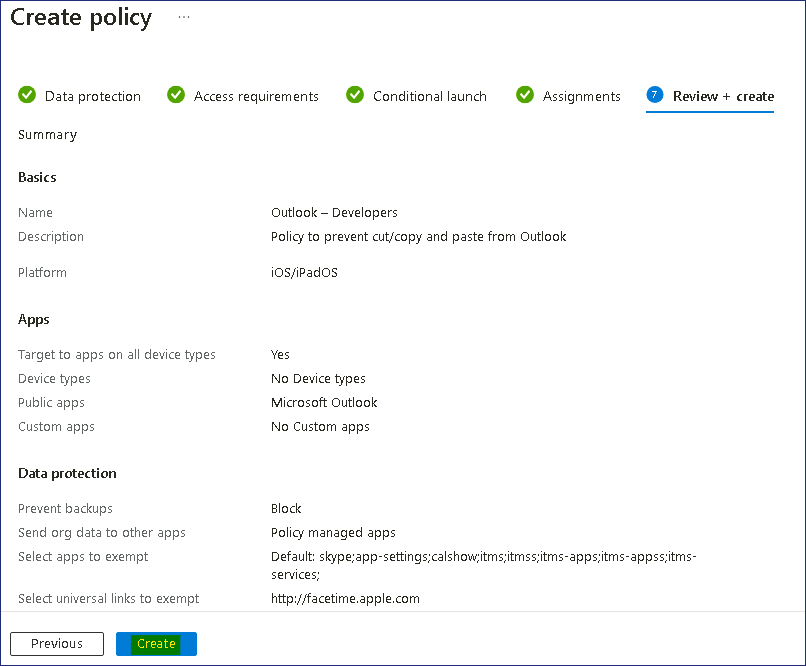 Create policy ...
Data protection Access requirements Conditional launch Assignments 7 Review + create
Summary
Basics
Name Outlook – Developers
Description Policy to prevent cut/copy and paste from Outlook
Platform iOS/iPadOS
Apps
Target to apps on all device types Yes
Device types No Device types
Public apps Microsoft Outlook
Custom apps No Custom apps
Data protection
Prevent backups Block
Send org data to other apps Policy managed apps
Select apps to exempt Default: skype;app-settings;calshow;itms;itmss;itms-apps;itms-appss;itms-
services;
Select universal links to exempt http://facetime.apple.com
Previous Create